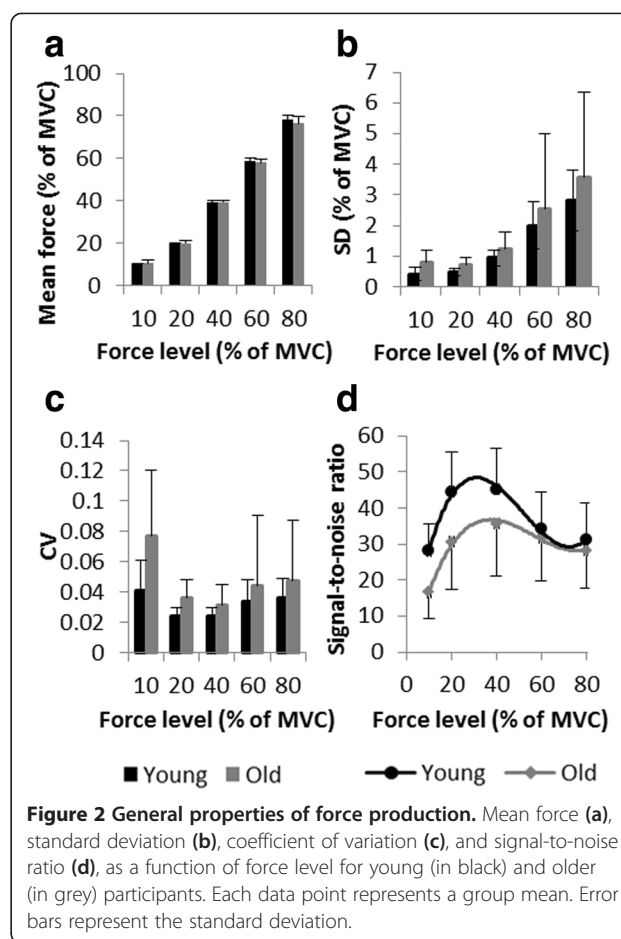 a
Mean force (% of MVC)
100
80
60
40
20
0
10 20 40 60 80
Force level (% of MVC)
b
SD (% of MVC)
7
6
5
4
3
2
1
0
10 20 40 60 80
Force level (% of MVC)
c
CV
0.14
0.12
0.1
0.08
0.06
0.04
0.02
0
10 20 40 60 80
Force level (% of MVC)
Young Old
d
Signal-to-noise ratio
60
50
40
30
20
10
0
0 20 40 60 80
Force level (% of MVC)
Young Old
Figure 2 General properties of force production. Mean force (a),
standard deviation (b), coefficient of variation (c), and signal-to-noise
ratio (d), as a function of force level for young (in black) and older
(in grey) participants. Each data point represents a group mean. Error
bars represent the standard deviation.